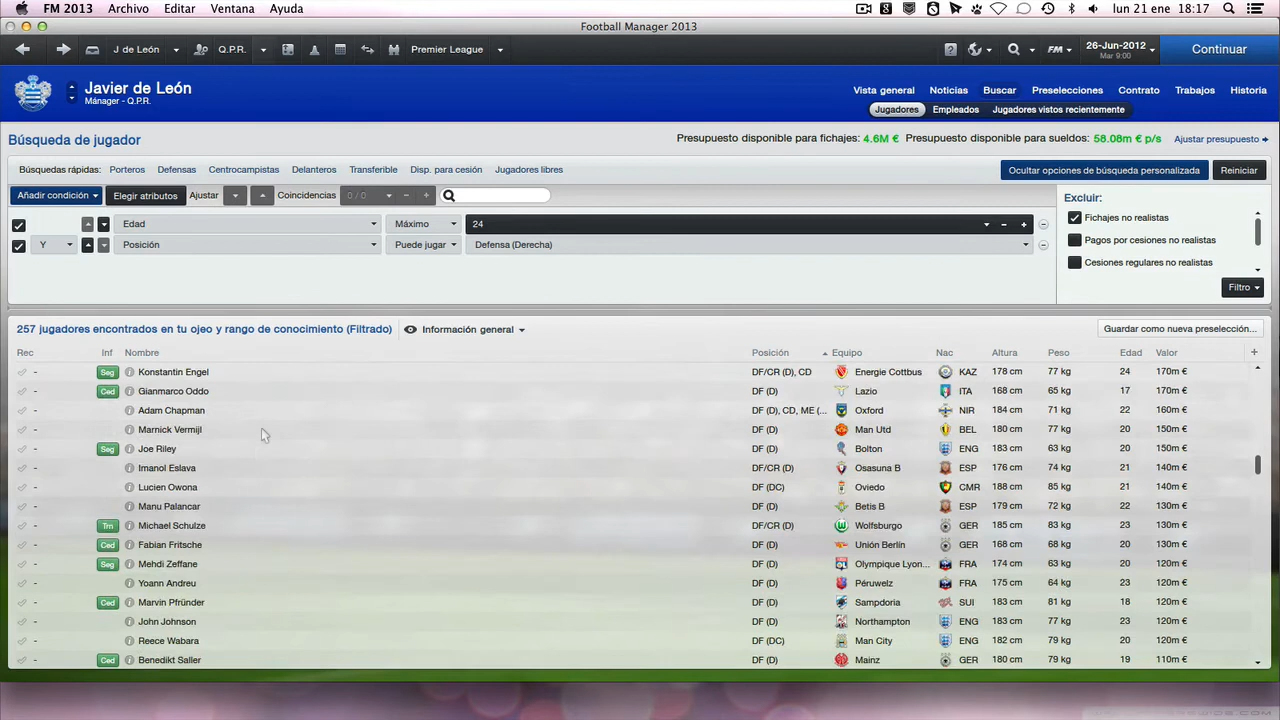 FM 2013 Archivo Editar Ventana Ayuda lun 21 ene 18:17
Football Manager 2013
J de León Q.P.R. Premier League ? FM 26-Jun-2012 Mar 9:00 Continuar
Javier de León
Mánager - Q.P.R.
Vista general Noticias Buscar Preselecciones Contrato Trabajos Historia
Jugadores Empleados Jugadores vistos recientemente
Búsqueda de jugador Presupuesto disponible para fichajes: 4.6M € Presupuesto disponible para sueldos: 58.08m € p/s Ajustar presupuesto
Búsquedas rápidas: Porteros Defensas Centrocampistas Delanteros Transferible Disp. para cesión Jugadores libres Ocultar opciones de búsqueda personalizada Reiniciar
Añadir condición Elegir atributos Ajustar Coincidencias 0 / 0 - + Excluir:
Edad Máximo 24 - +
Fichajes no realistas
Y Posición Puede jugar Defensa (Derecha)
Pagos por cesiones no realistas
Cesiones regulares no realistas
Filtro
257 jugadores encontrados en tu ojeo y rango de conocimiento (Filtrado) Información general Guardar como nueva preselección...
Rec Inf Nombre Posición Equipo Nac Altura Peso Edad Valor +
- Seg Konstantin Engel DF/CR (D), CD Energie Cottbus KAZ 178 cm 77 kg 24 170m €
- Ced Gianmarco Oddo DF (D) Lazio ITA 168 cm 65 kg 17 170m €
- Adam Chapman DF (D), CD, ME (... Oxford NIR 184 cm 71 kg 22 160m €
- Marnick Vermijl DF (D) Man Utd BEL 180 cm 77 kg 20 150m €
- Seg Joe Riley DF (D) Bolton ENG 183 cm 63 kg 20 150m €
- Imanol Eslava DF/CR (D) Osasuna B ESP 176 cm 74 kg 21 140m €
- Lucien Owona DF (DC) Oviedo CMR 188 cm 85 kg 21 140m €
- Manu Palancar DF (D) Betis B ESP 179 cm 72 kg 22 130m €
- Trn Michael Schulze DF/CR (D) Wolfsburgo GER 185 cm 83 kg 23 130m €
- Ced Fabian Fritsche DF (D) Unión Berlín GER 168 cm 68 kg 20 130m €
- Seg Mehdi Zeffane DF (D) Olympique Lyon... FRA 174 cm 63 kg 20 120m €
- Yoann Andreu DF (D) Péruwelz FRA 175 cm 64 kg 23 120m €
- Ced Marvin Pfründer DF (D) Sampdoria SUI 183 cm 81 kg 18 120m €
- John Johnson DF (D) Northampton ENG 183 cm 77 kg 23 120m €
- Reece Wabara DF (DC) Man City ENG 182 cm 79 kg 20 120m €
- Ced Benedikt Saller DF (D) Mainz GER 180 cm 79 kg 19 110m €